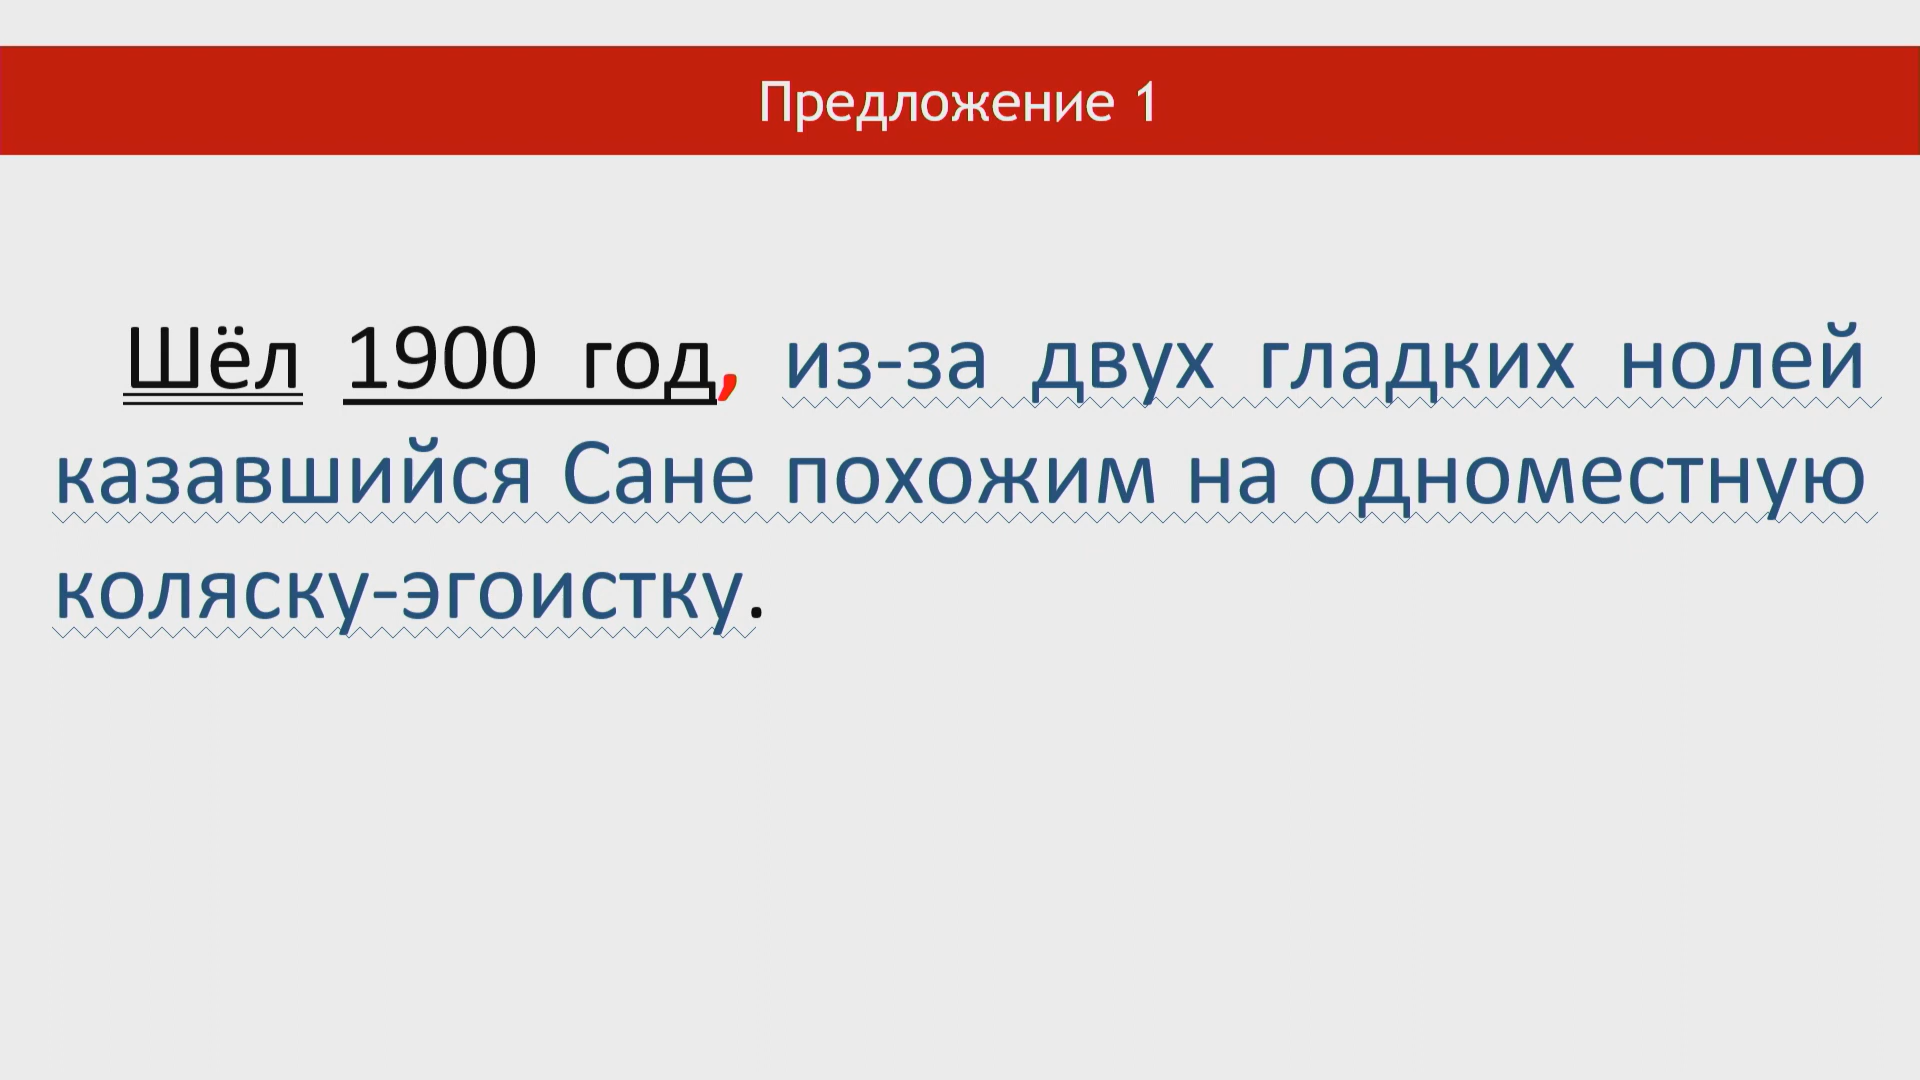 Предложение 1
Шёл 1900 год, из-за двух гладких нолей
казавшийся Сане похожим на одноместную
коляску-эгоистку.